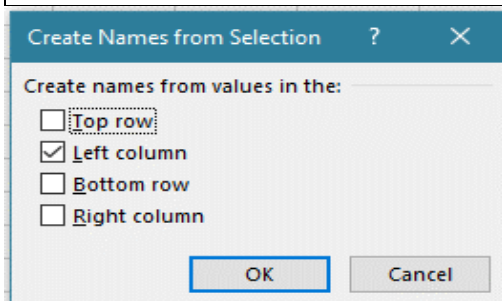 Create Names from Selection ? ×
Create names from values in the:
Top row
Left column
Bottom row
Right column
OK Cancel